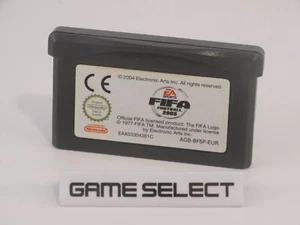 CE
© 2004 Electronic Arts Inc. All rights reserved.
EA
FIFA
FOOTBALL
2005
Official FIFA licensed product. The FIFA Logo
© 1977 FIFA TM. Manufactured under license
by Electronic Arts Inc.
AGB-BF5P-EUR
GAME SELECT